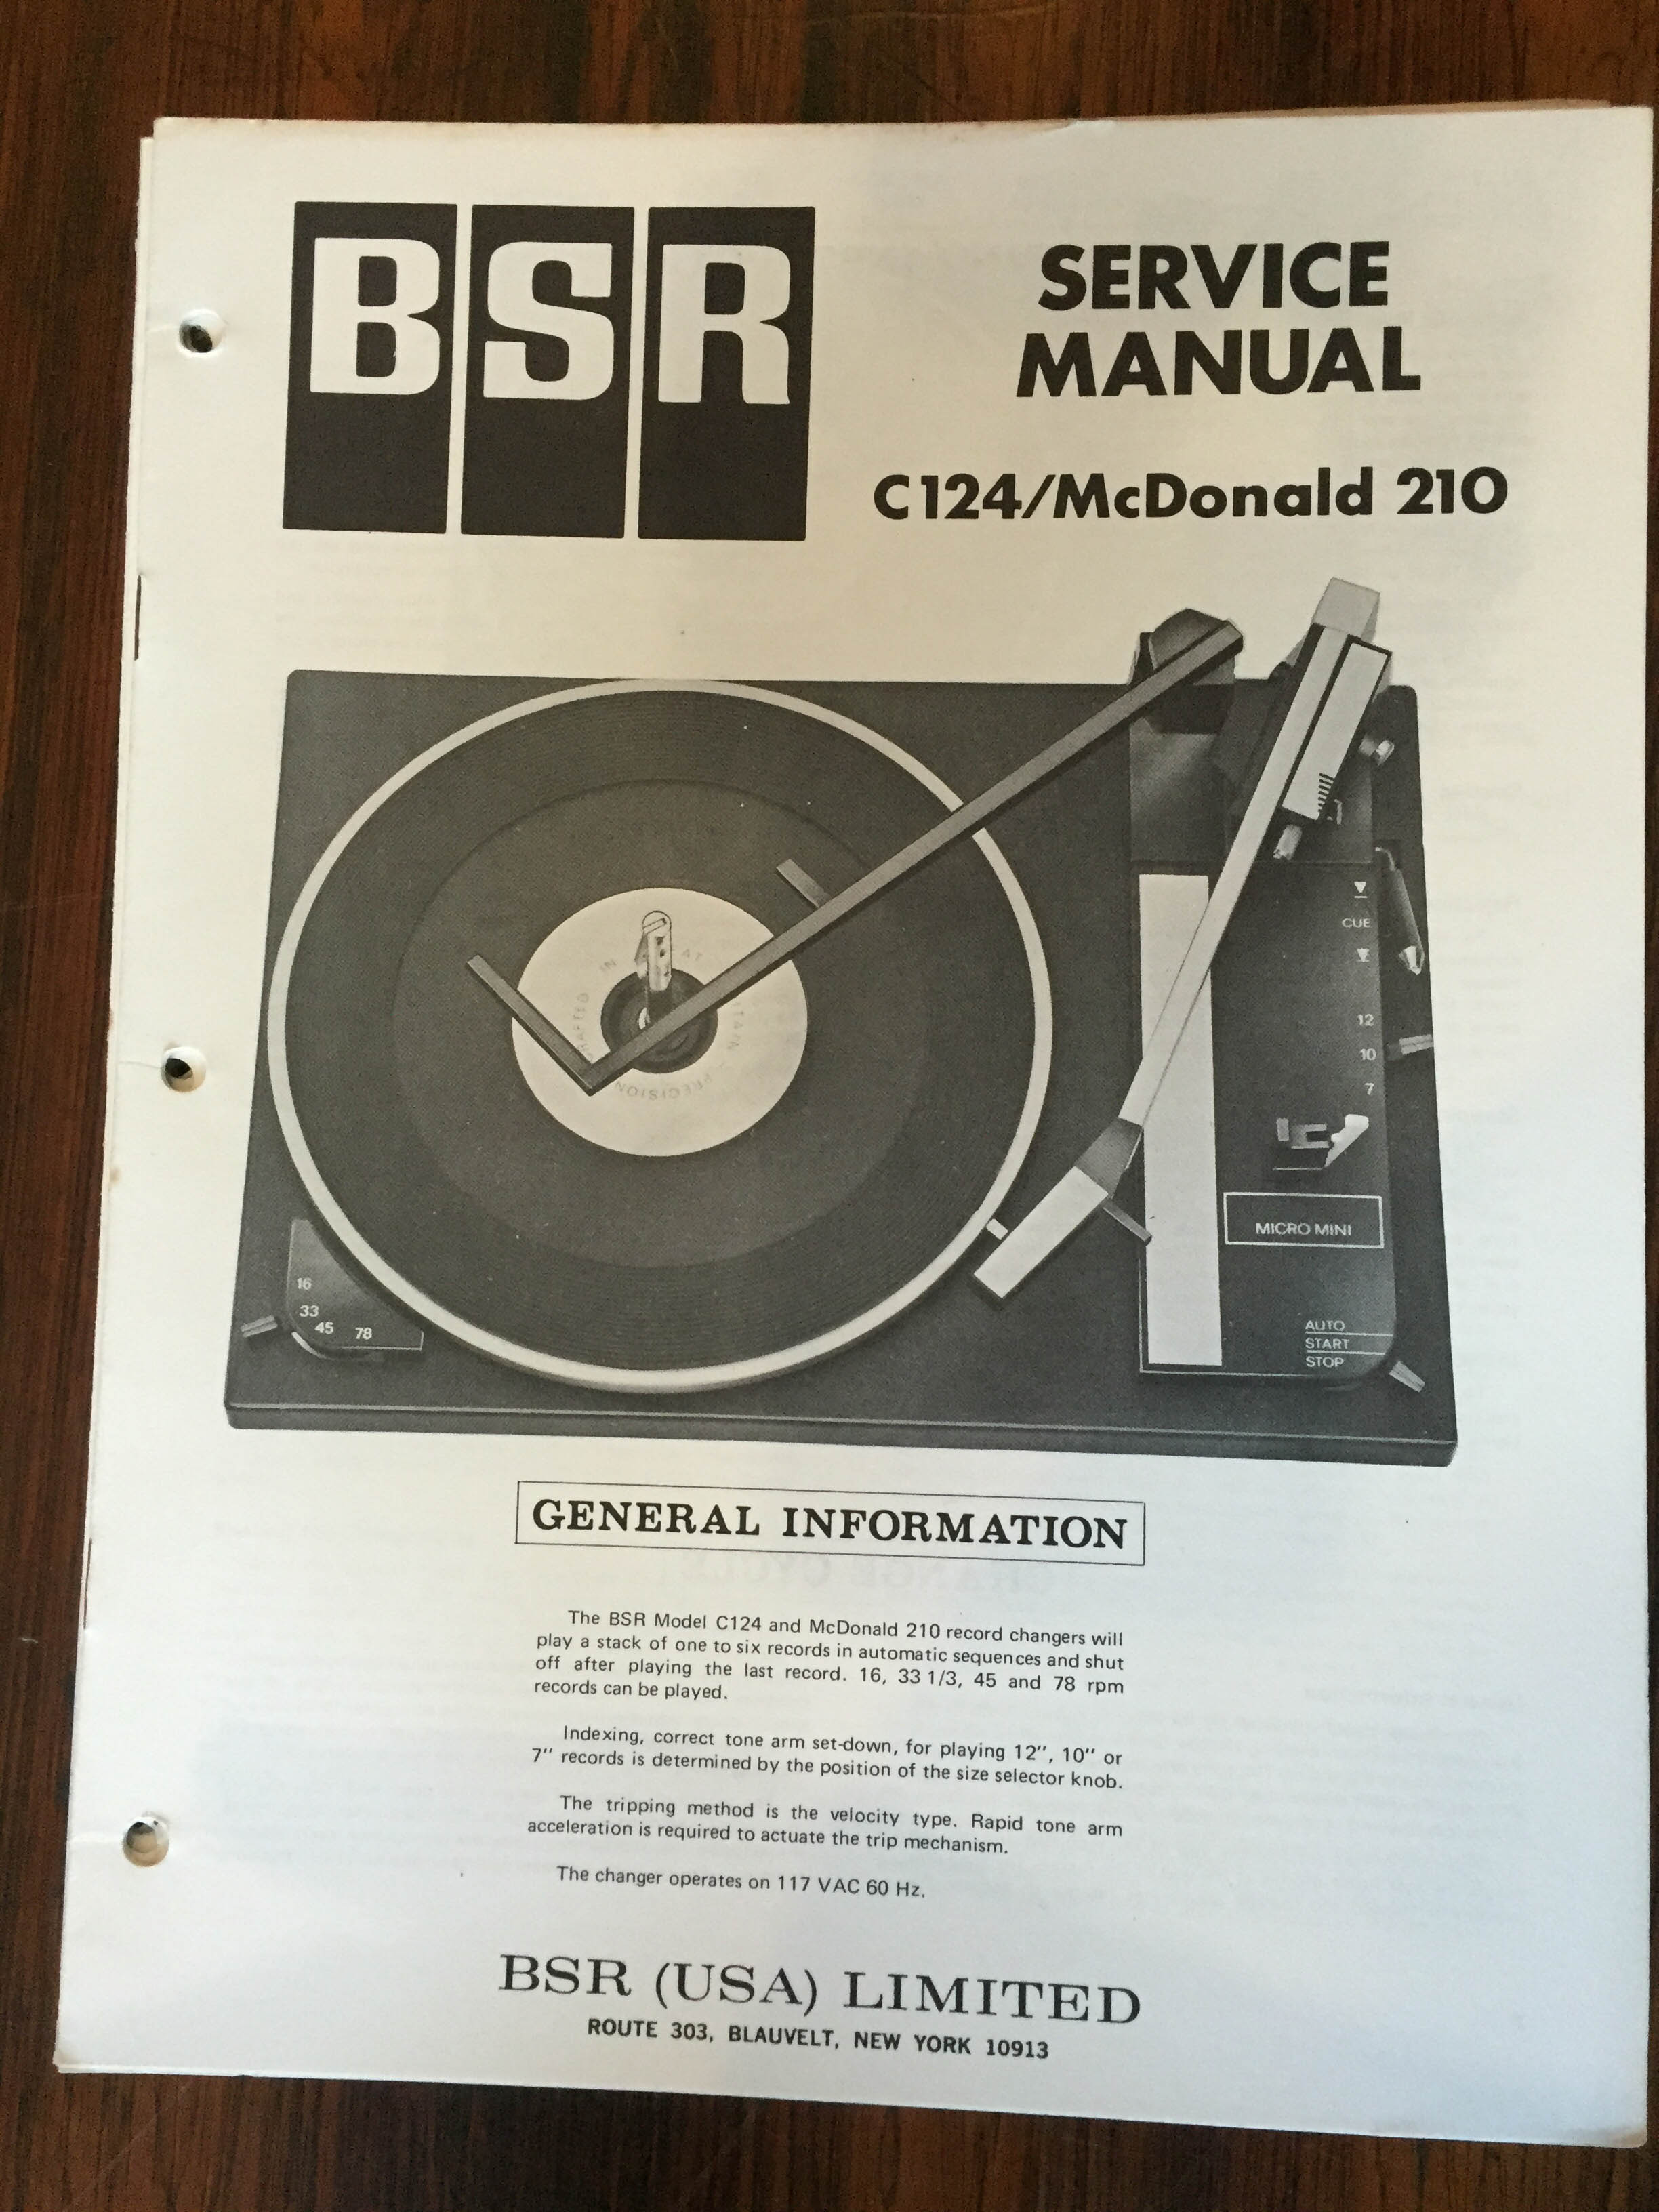 BSR
SERVICE
MANUAL
C124/McDonald 210
CUE
12
10
7
MICRO MINI
16
33
45 78
AUTO
START
STOP
IN
AT
PRECISION
GENERAL INFORMATION
The BSR Model C124 and McDonald 210 record changers will
play a stack of one to six records in automatic sequences and shut
off after playing the last record. 16, 33 1/3, 45 and 78 rpm
records can be played.
Indexing, correct tone arm set-down, for playing 12", 10" or
7" records is determined by the position of the size selector knob.
The tripping method is the velocity type. Rapid tone arm
acceleration is required to actuate the trip mechanism.
The changer operates on 117 VAC 60 Hz.
BSR (USA) LIMITED
ROUTE 303, BLAUVELT, NEW YORK 10913